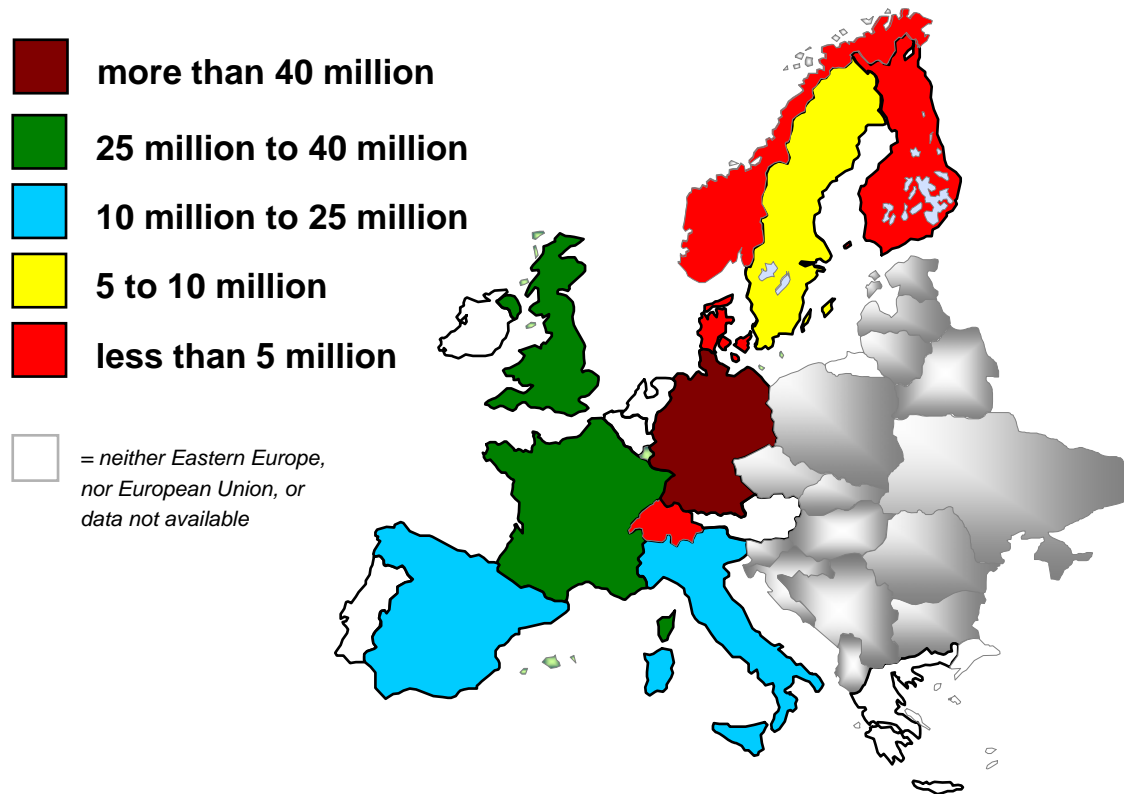 more than 40 million
25 million to 40 million
10 million to 25 million
5 to 10 million
less than 5 million
= neither Eastern Europe,
nor European Union, or
data not available